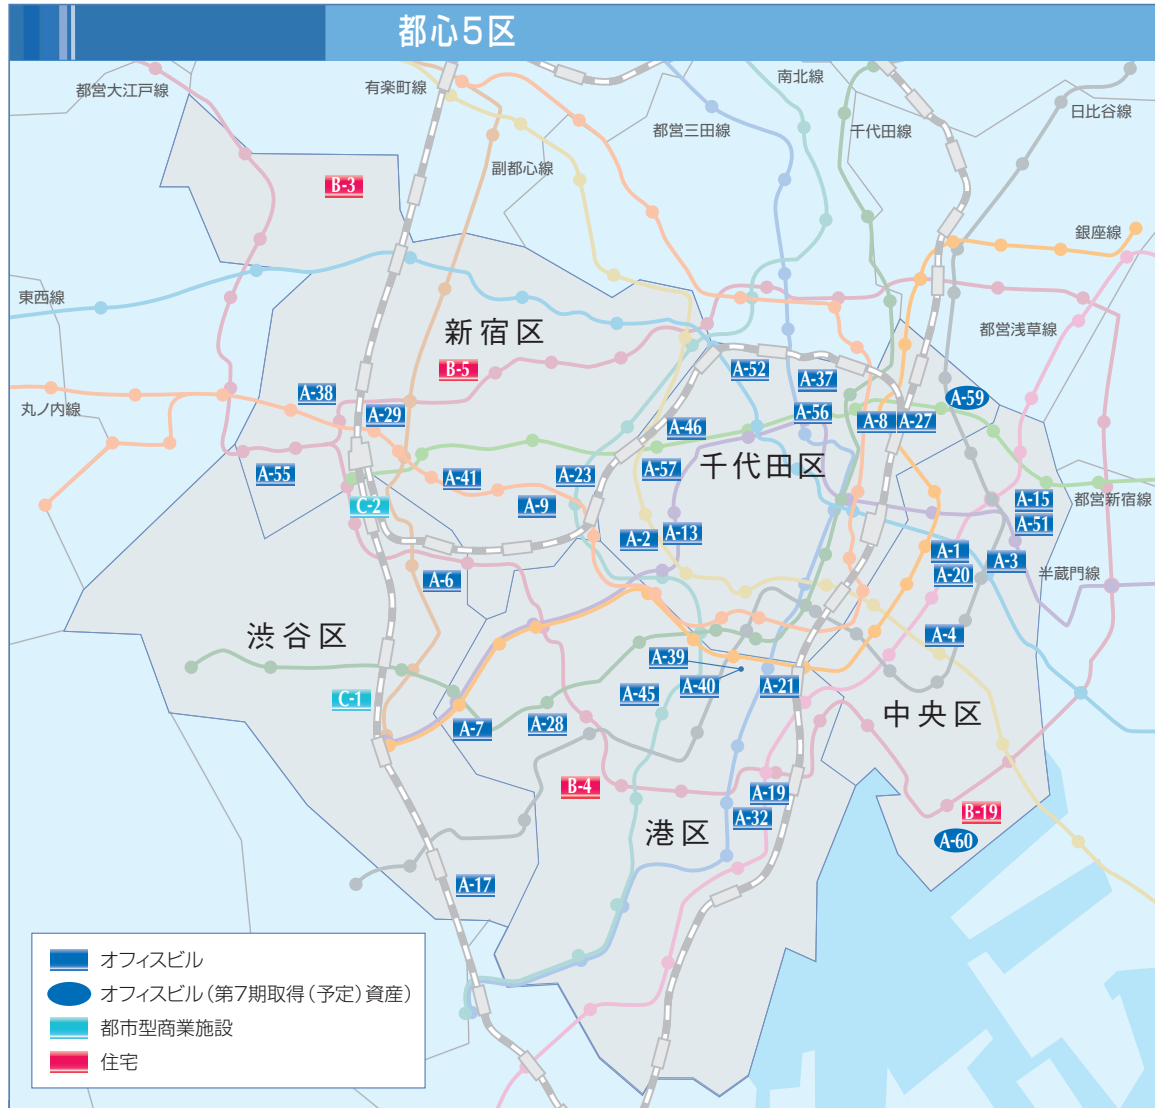 都心5区
都営大江戸線
有楽町線
副都心線
都営三田線
南北線
千代田線
日比谷線
銀座線
都営浅草線
東西線
丸ノ内線
都営新宿線
半蔵門線
B-3
新宿区
B-5
A-52
A-37
A-59
A-38
A-29
A-46
A-56
A-8
A-27
A-55
A-41
A-23
A-57
千代田区
C-2
A-9
A-15
A-51
A-2
A-13
A-1
A-3
A-6
A-20
渋谷区
A-4
A-39
A-40
A-21
C-1
A-45
A-7
A-28
中央区
B-4
A-19
A-32
港区
B-19
A-60
A-17
オフィスビル
オフィスビル(第7期取得(予定)資産)
都市型商業施設
住宅